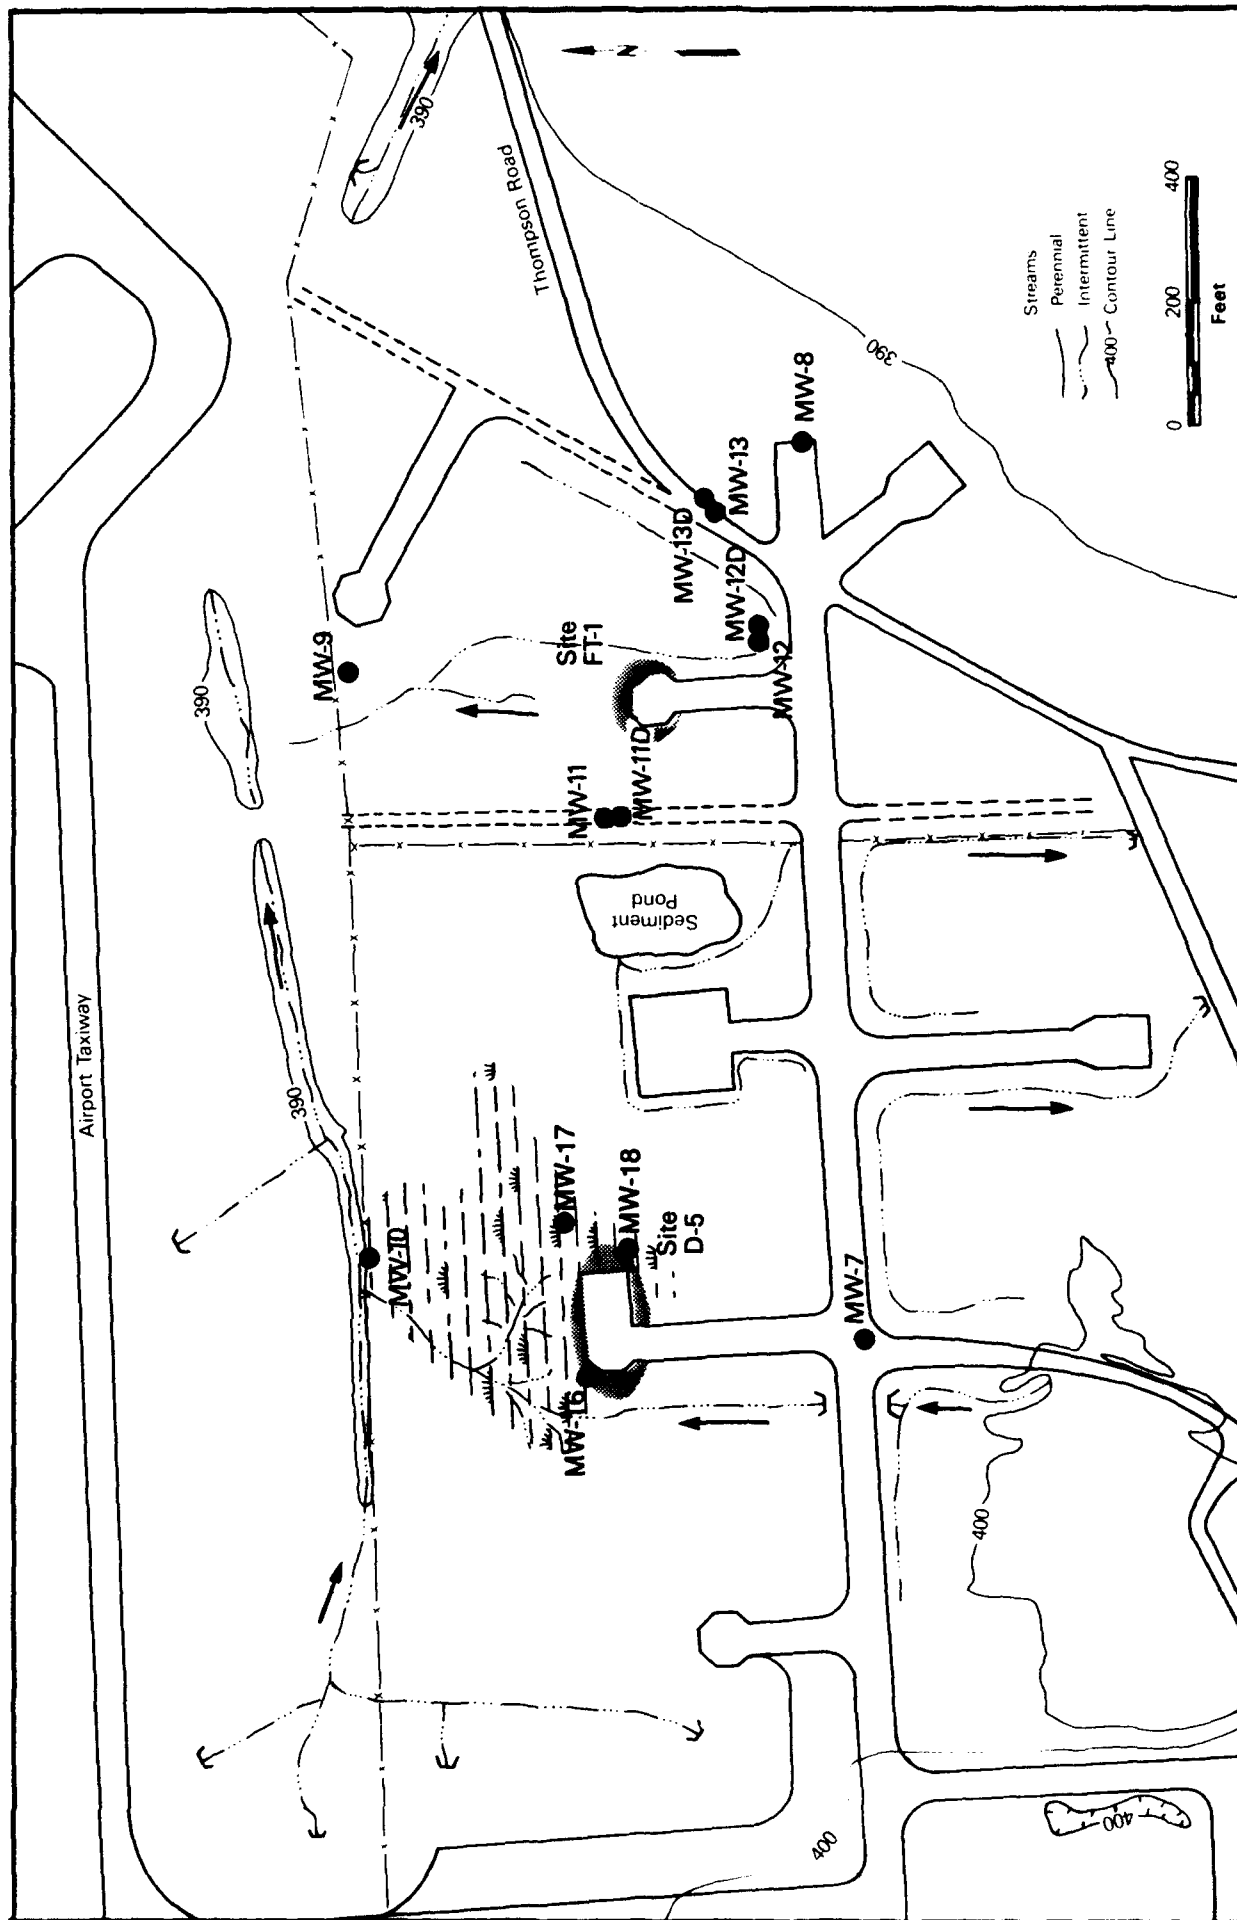 Airport Taxiway
390
390
390
N
Thompson Road
MW-9
Site
FT-1
MW-11
MW-11D
MW-12
MW-12D
MW-13D
MW-13
MW-8
390
Sediment
Pond
MW-10
MW-17
MW-18
Site
D-5
MW-16
MW-7
400
400
400
Streams
Perennial
Intermittent
400 Contour Line
0 200 400
Feet